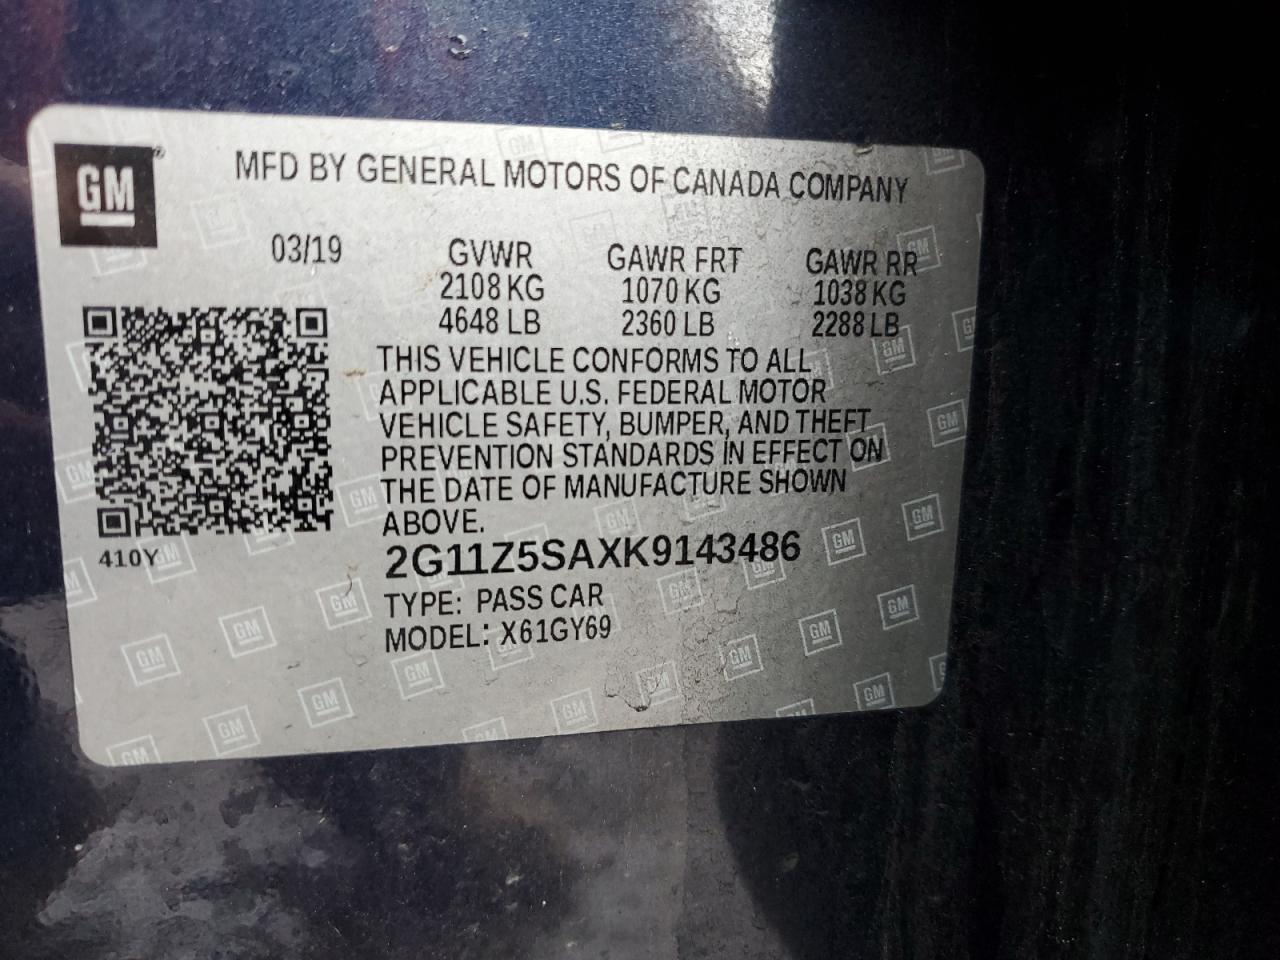 GM
MFD BY GENERAL MOTORS OF CANADA COMPANY
03/19 GVWR GAWR FRT GAWR RR
2108 KG 1070 KG 1038 KG
4648 LB 2360 LB 2288 LB
THIS VEHICLE CONFORMS TO ALL
APPLICABLE U.S. FEDERAL MOTOR
VEHICLE SAFETY, BUMPER, AND THEFT
PREVENTION STANDARDS IN EFFECT ON
THE DATE OF MANUFACTURE SHOWN
ABOVE.
410Y
2G11Z5SAXK9143486
TYPE: PASS CAR
MODEL: X61GY69